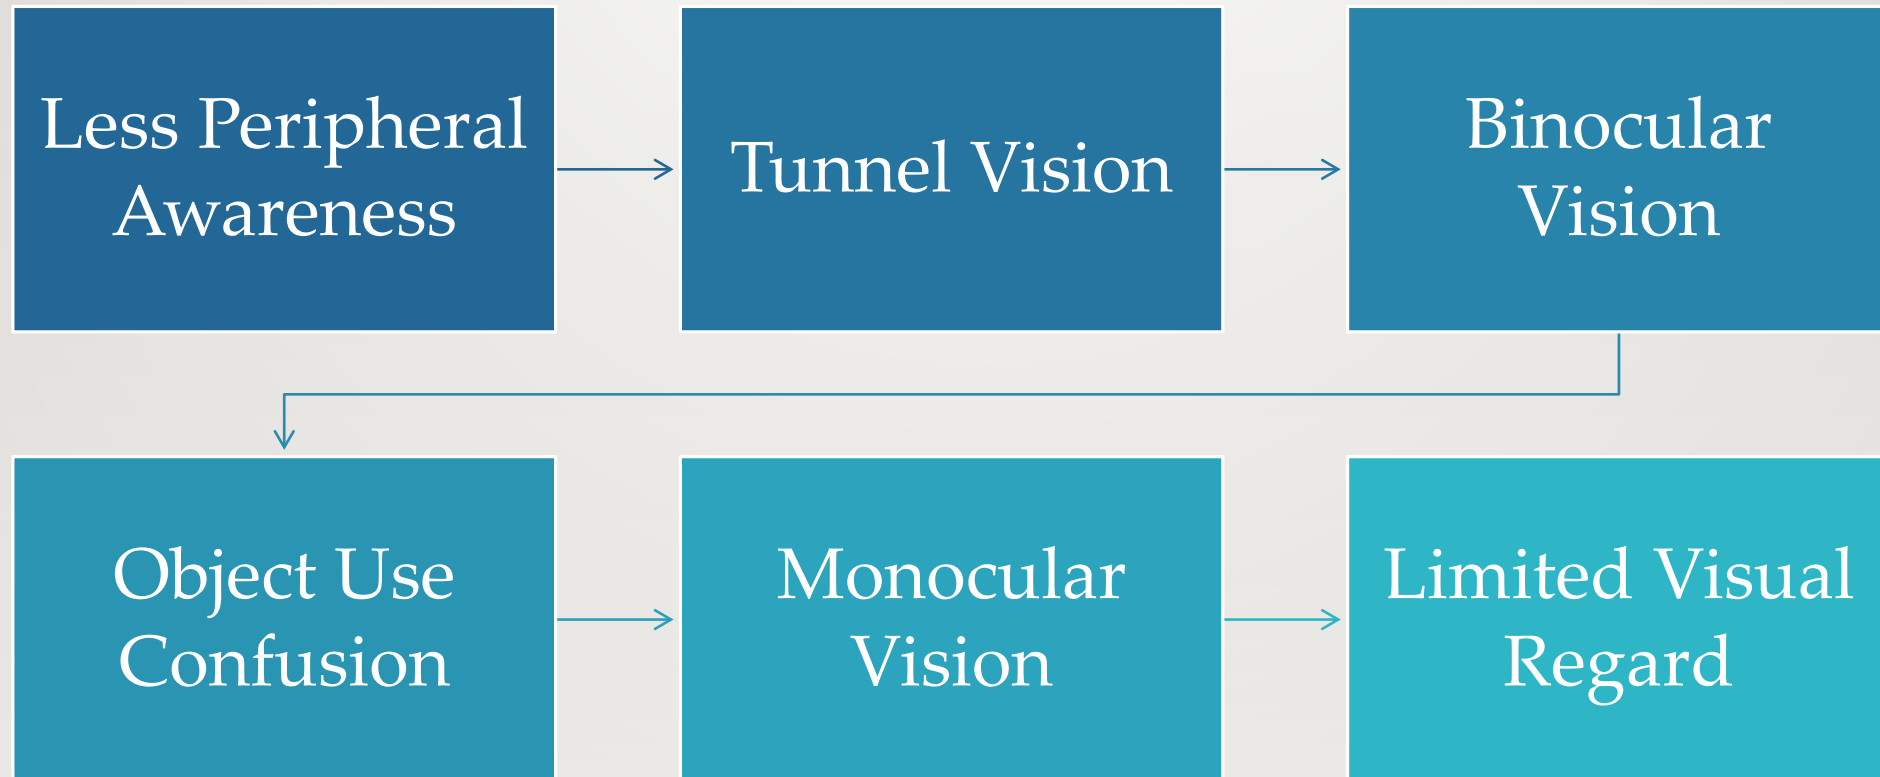 Less Peripheral
Awareness
Tunnel Vision
Binocular
Vision
Object Use
Confusion
Monocular
Vision
Limited Visual
Regard